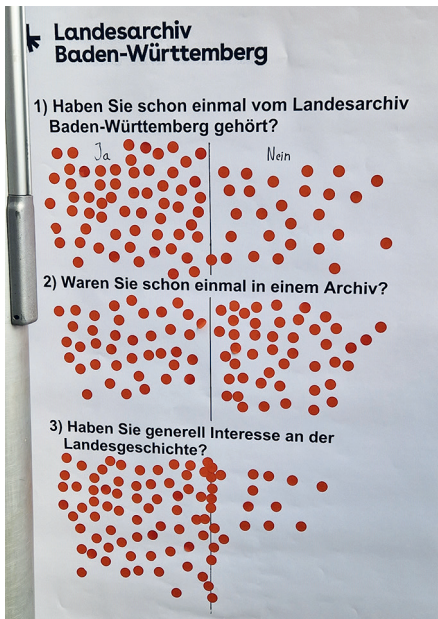 Landesarchiv
Baden-Württemberg
1) Haben Sie schon einmal vom Landesarchiv
Baden-Württemberg gehört?
Ja Nein
2) Waren Sie schon einmal in einem Archiv?
3) Haben Sie generell Interesse an der
Landesgeschichte?